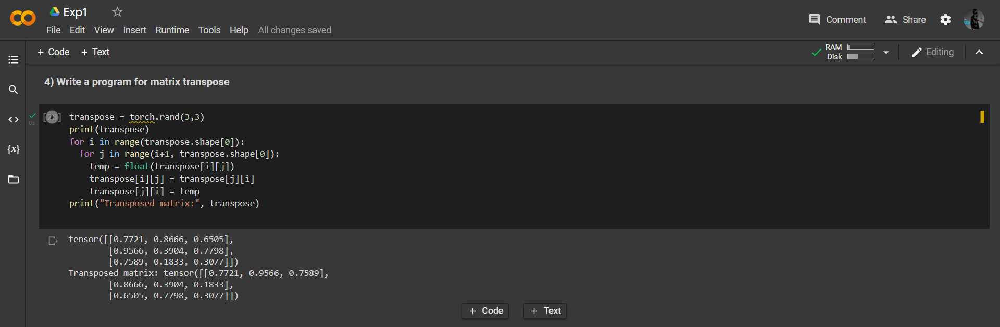 Exp1
File Edit View Insert Runtime Tools Help All changes saved
Comment Share
+ Code + Text
RAM
Disk
Editing
4) Write a program for matrix transpose
0s
transpose = torch.rand(3,3)
print(transpose)
for i in range(transpose.shape[0]):
  for j in range(i+1, transpose.shape[0]):
    temp = float(transpose[i][j])
    transpose[i][j] = transpose[j][i]
    transpose[j][i] = temp
print("Transposed matrix:", transpose)
tensor([[0.7721, 0.8666, 0.6505],
        [0.9566, 0.3904, 0.7798],
        [0.7589, 0.1833, 0.3077]])
Transposed matrix: tensor([[0.7721, 0.9566, 0.7589],
        [0.8666, 0.3904, 0.1833],
        [0.6505, 0.7798, 0.3077]])
+ Code + Text